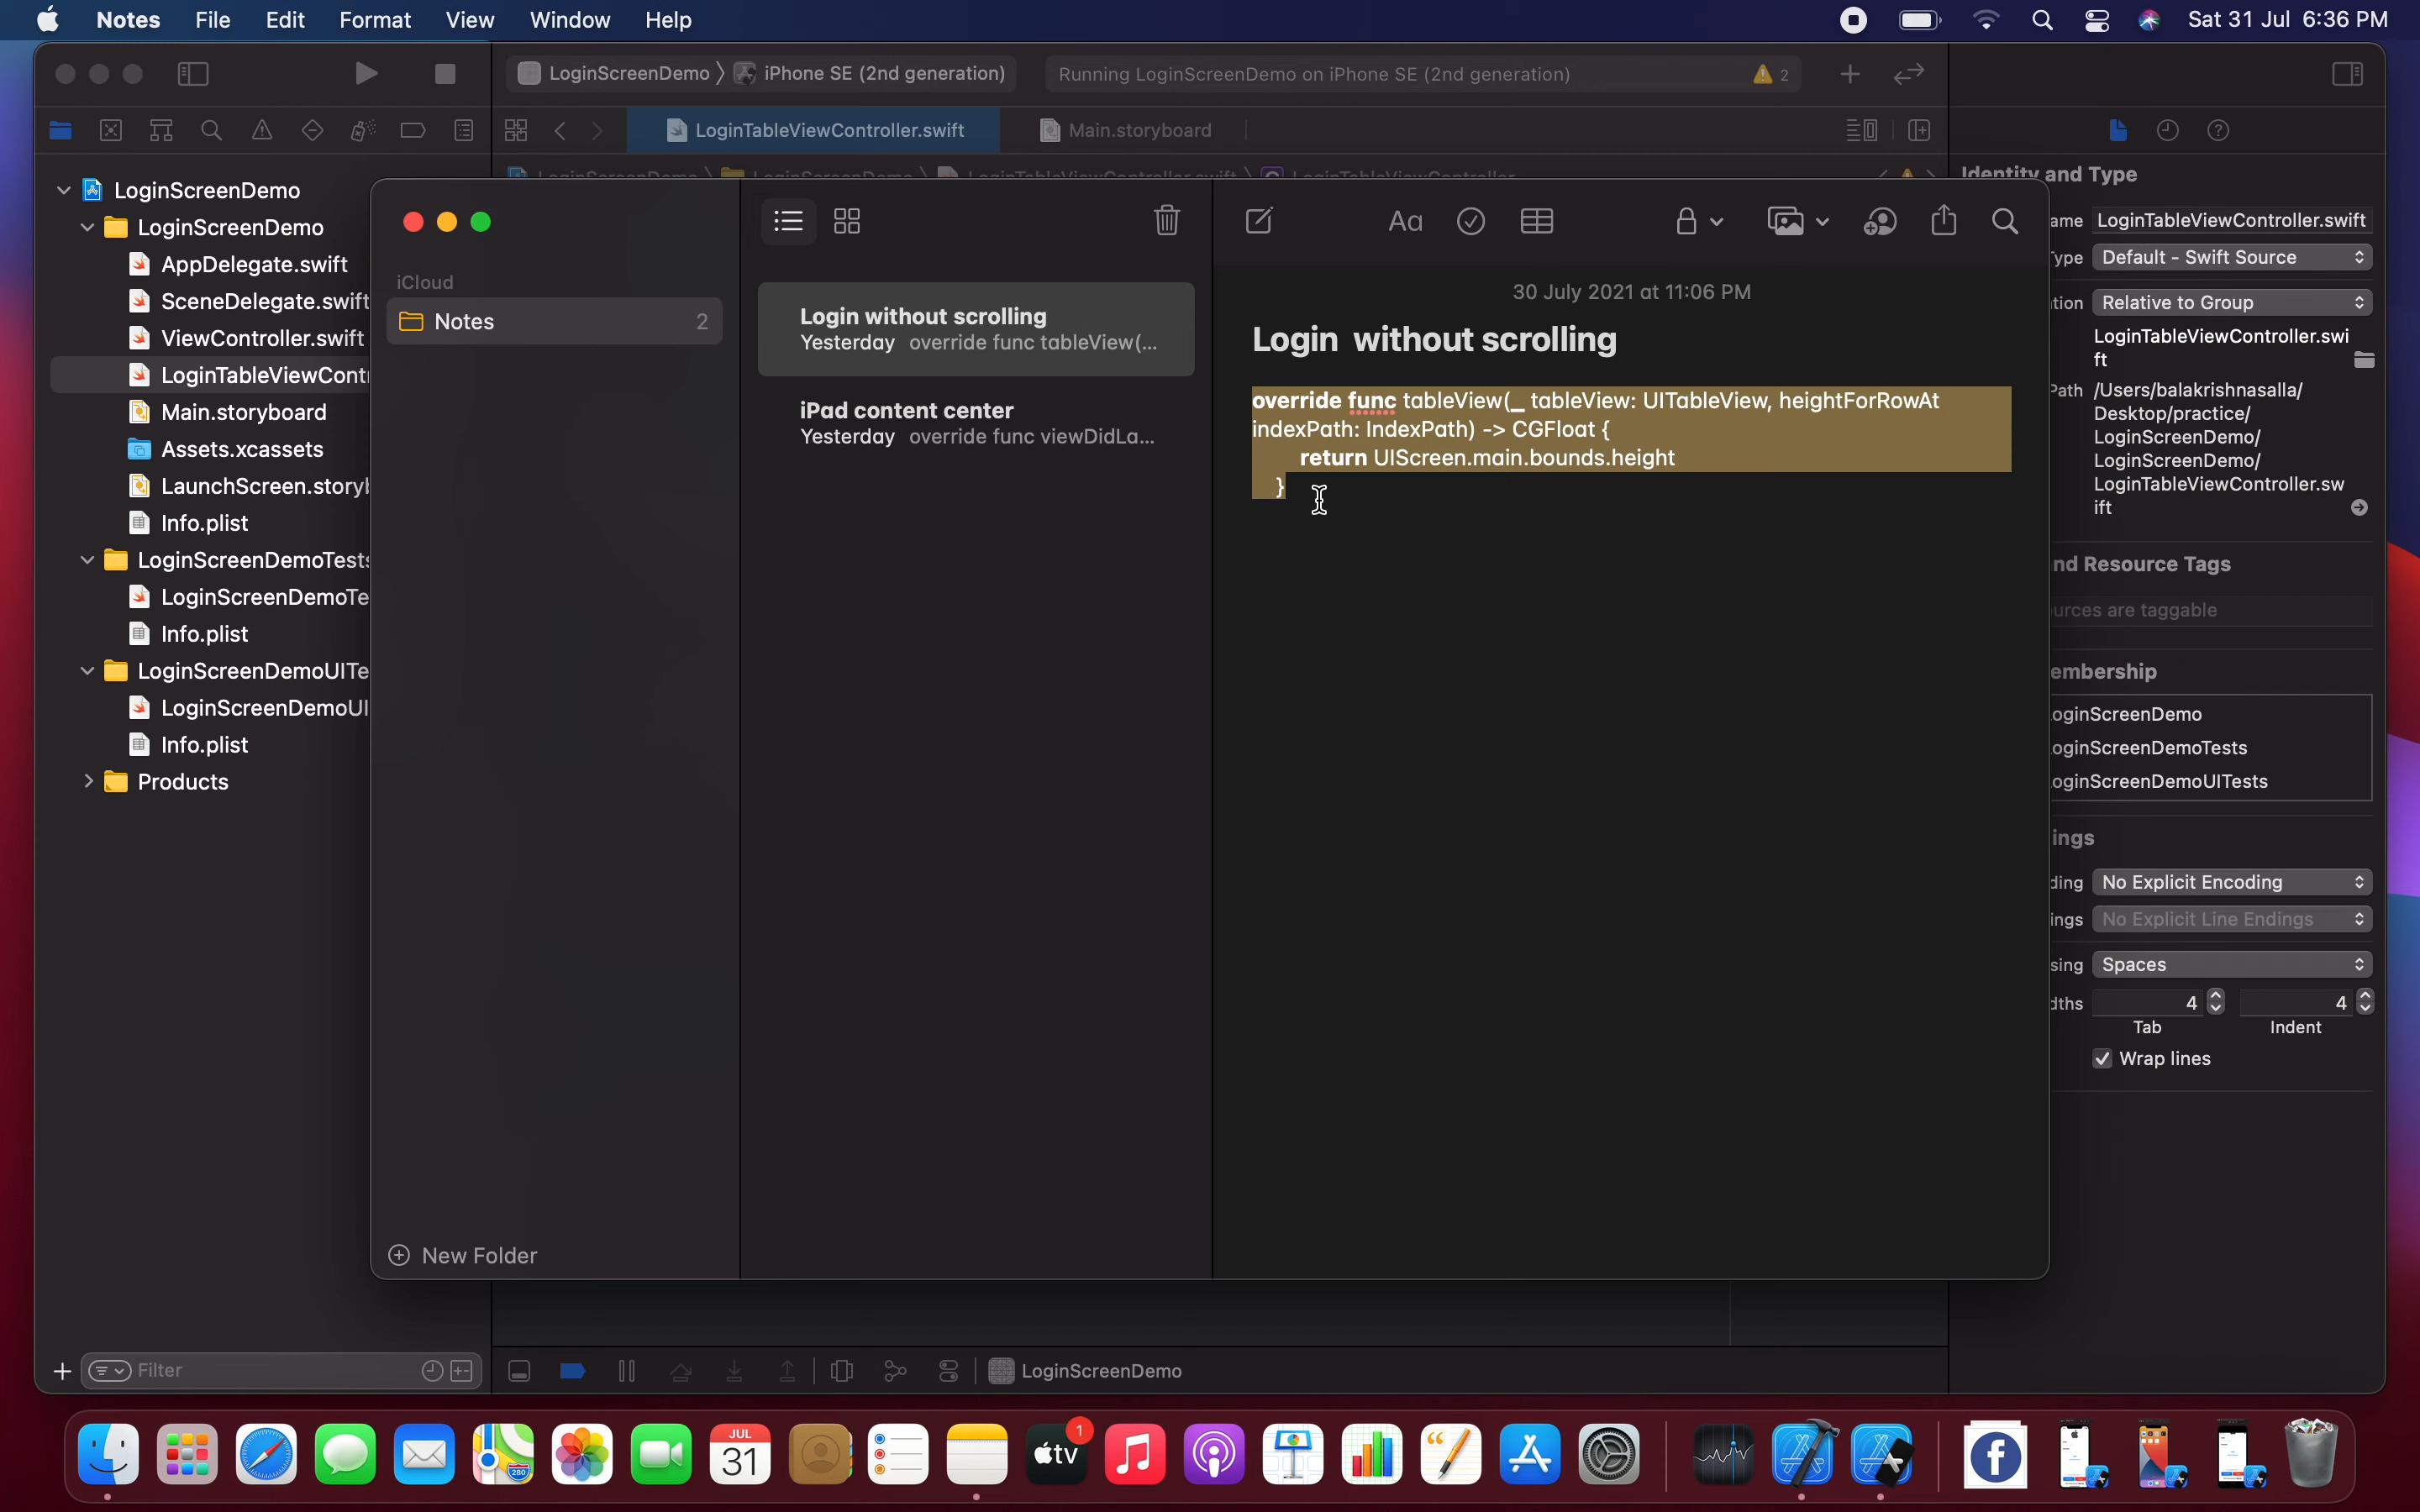 Notes File Edit Format View Window Help Sat 31 Jul 6:36 PM
LoginScreenDemo iPhone SE (2nd generation) Running LoginScreenDemo on iPhone SE (2nd generation) 2
LoginTableViewController.swift Main.storyboard
LoginScreenDemo
LoginScreenDemo
AppDelegate.swift
SceneDelegate.swift
ViewController.swift
LoginTableViewCont
Main.storyboard
Assets.xcassets
LaunchScreen.story
Info.plist
LoginScreenDemoTests
LoginScreenDemoTe
Info.plist
LoginScreenDemoUITe
LoginScreenDemoUI
Info.plist
Products
Filter
iCloud
Notes 2
New Folder
Login without scrolling
Yesterday override func tableView(...
iPad content center
Yesterday override func viewDidLa...
Aa
30 July 2021 at 11:06 PM
Login without scrolling
override func tableView(_ tableView: UITableView, heightForRowAt
indexPath: IndexPath) -> CGFloat {
return UIScreen.main.bounds.height
}
Identity and Type
ame LoginTableViewController.swift
Type Default - Swift Source
tion Relative to Group
LoginTableViewController.swi
ft
Path /Users/balakrishnasalla/
Desktop/practice/
LoginScreenDemo/
LoginScreenDemo/
LoginTableViewController.sw
ift
nd Resource Tags
urces are taggable
embership
oginScreenDemo
oginScreenDemoTests
oginScreenDemoUITests
ings
ding No Explicit Encoding
ings No Explicit Line Endings
sing Spaces
dths 4 4
Tab Indent
Wrap lines
LoginScreenDemo
JUL
31
280
tv
1